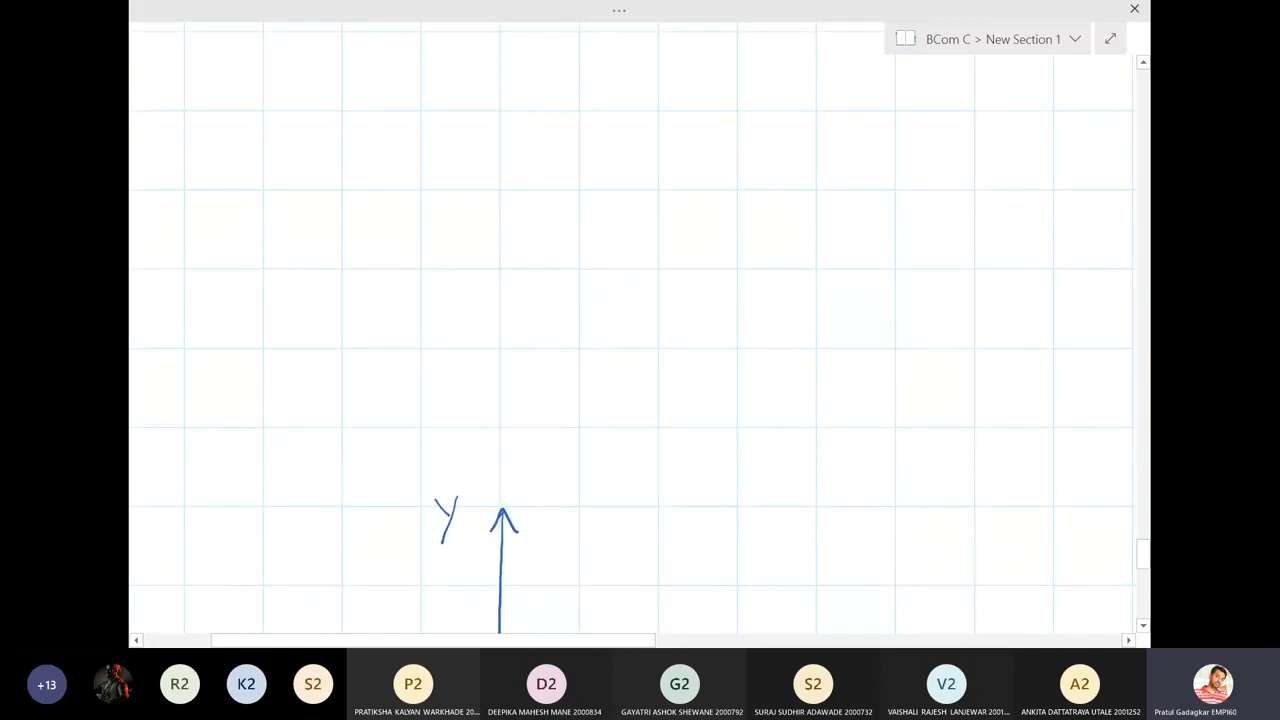 BCom C > New Section 1
Y
+13
R2
K2
S2
P2
D2
G2
S2
V2
A2
PRATIKSHA KALYAN WARKHADE 20...
DEEPIKA MAHESH MANE 2000834
GAYATRI ASHOK SHEWANE 2000792
SURAJ SUDHIR ADAWADE 2000732
VAISHALI RAJESH LANJEWAR 2001...
ANKITA DATTATRAYA UTALE 2001252
Pratul Gadagkar EMP160